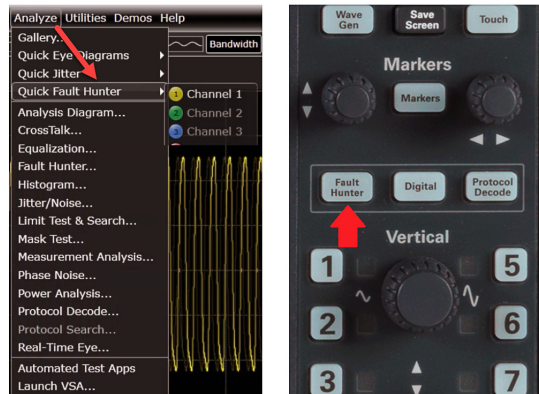 Analyze Utilities Demos Help
Gallery...
Quick Eye Diagrams
Quick Jitter
Quick Fault Hunter
Analysis Diagram...
CrossTalk...
Equalization...
Fault Hunter...
Histogram...
Jitter/Noise...
Limit Test & Search...
Mask Test...
Measurement Analysis...
Phase Noise...
Power Analysis...
Protocol Decode...
Protocol Search...
Real-Time Eye...
Automated Test Apps
Launch VSA...
Bandwidth
1 Channel 1
2 Channel 2
3 Channel 3
Wave
Gen
Save
Screen
Touch
Markers
Markers
Fault
Hunter
Digital
Protocol
Decode
Vertical
1
5
2
6
3
7